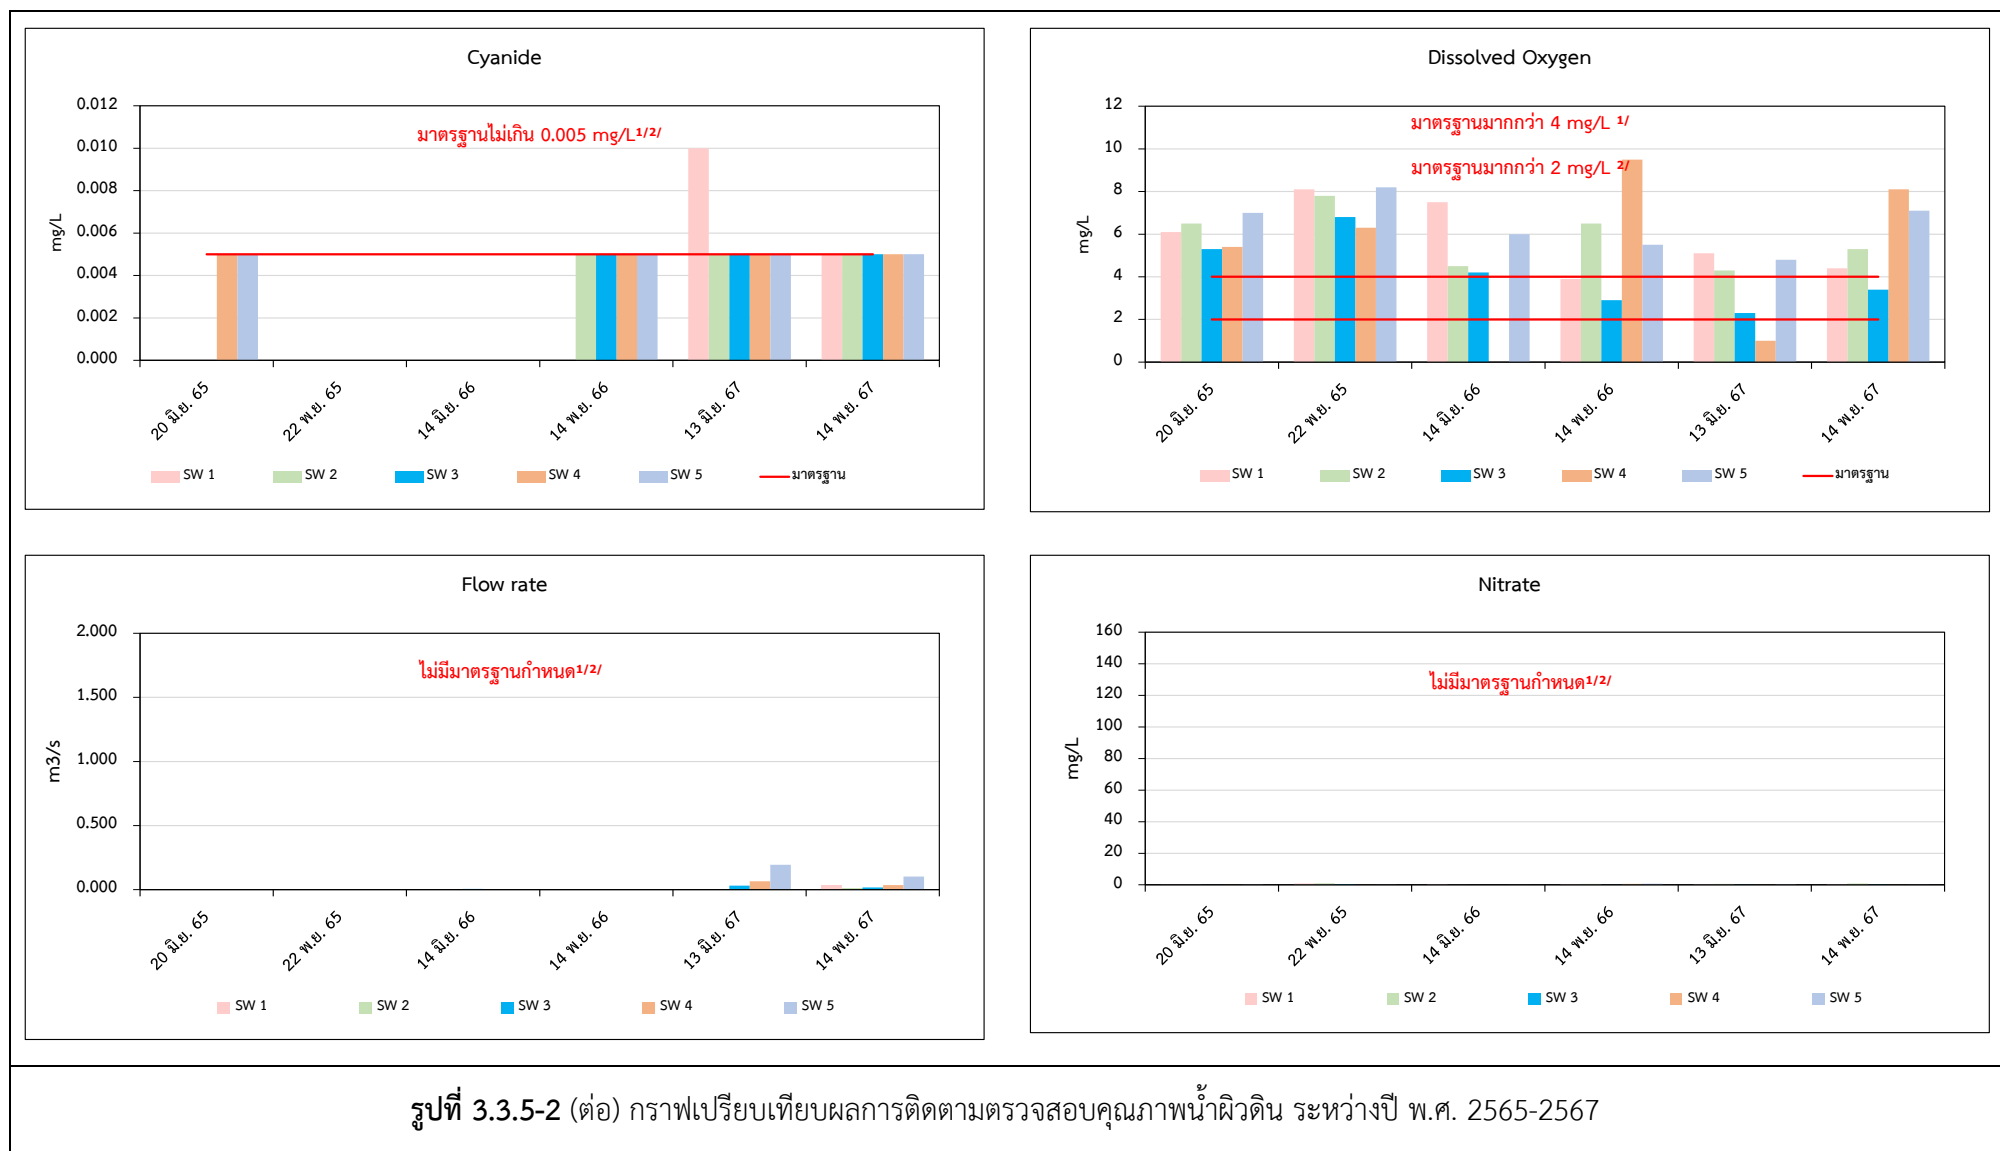 Cyanide
0.012
0.010
0.008
0.006
0.004
0.002
0.000
mg/L
มาตรฐานไม่เกิน 0.005 mg/L1/2/
20 มิ.ย. 65
22 พ.ย. 65
14 มิ.ย. 66
14 พ.ย. 66
13 มิ.ย. 67
14 พ.ย. 67
SW 1 SW 2 SW 3 SW 4 SW 5 มาตรฐาน
Dissolved Oxygen
12
10
8
6
4
2
0
mg/L
มาตรฐานมากกว่า 4 mg/L 1/
มาตรฐานมากกว่า 2 mg/L 2/
20 มิ.ย. 65
22 พ.ย. 65
14 มิ.ย. 66
14 พ.ย. 66
13 มิ.ย. 67
14 พ.ย. 67
SW 1 SW 2 SW 3 SW 4 SW 5 มาตรฐาน
Flow rate
2.000
1.500
1.000
0.500
0.000
m3/s
ไม่มีมาตรฐานกำหนด1/2/
20 มิ.ย. 65
22 พ.ย. 65
14 มิ.ย. 66
14 พ.ย. 66
13 มิ.ย. 67
14 พ.ย. 67
SW 1 SW 2 SW 3 SW 4 SW 5
Nitrate
160
140
120
100
80
60
40
20
0
mg/L
ไม่มีมาตรฐานกำหนด1/2/
20 มิ.ย. 65
22 พ.ย. 65
14 มิ.ย. 66
14 พ.ย. 66
13 มิ.ย. 67
14 พ.ย. 67
SW 1 SW 2 SW 3 SW 4 SW 5
รูปที่ 3.3.5-2 (ต่อ) กราฟเปรียบเทียบผลการติดตามตรวจสอบคุณภาพน้ำผิวดิน ระหว่างปี พ.ศ. 2565-2567